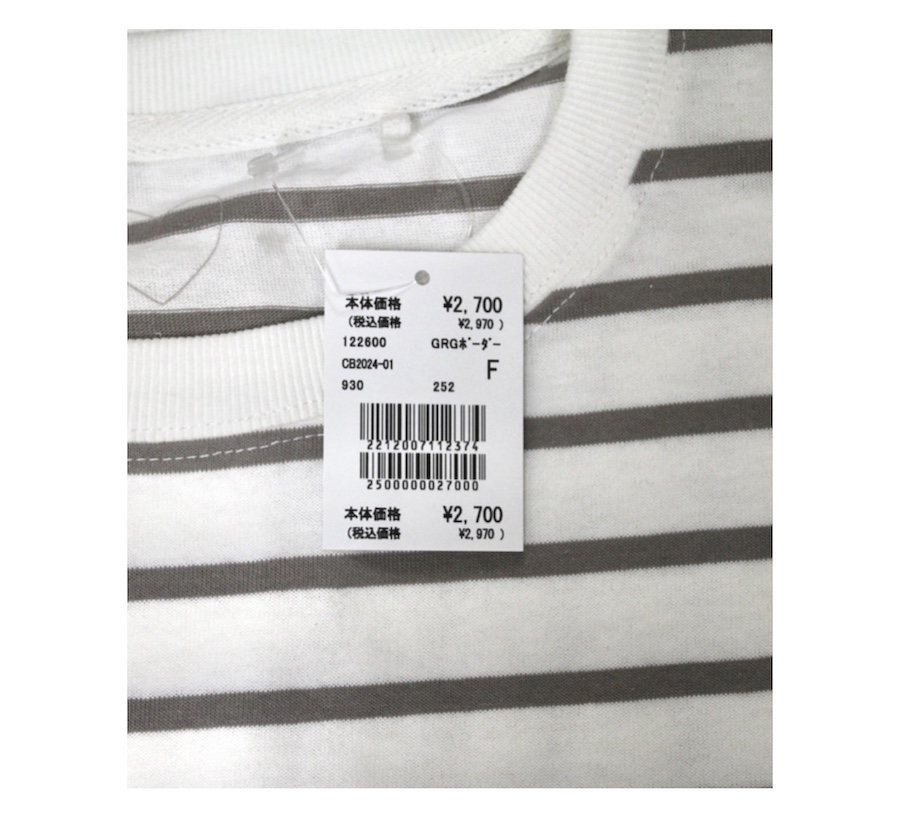 本体価格 ¥2,700
(税込価格 ¥2,970 )
122600 GRGボーダー
CB2024-01 F
930 252
2212007112374
2500000027000
本体価格 ¥2,700
(税込価格 ¥2,970 )